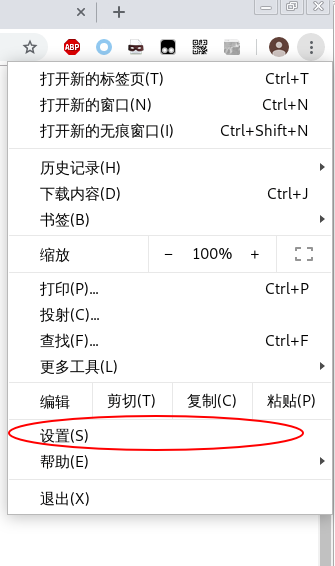 ABP
打开新的标签页(T) Ctrl+T
打开新的窗口(N) Ctrl+N
打开新的无痕窗口(I) Ctrl+Shift+N
历史记录(H)
下载内容(D) Ctrl+J
书签(B)
缩放 − 100% +
打印(P)... Ctrl+P
投射(C)...
查找(F)... Ctrl+F
更多工具(L)
编辑 剪切(T) 复制(C) 粘贴(P)
设置(S)
帮助(E)
退出(X)